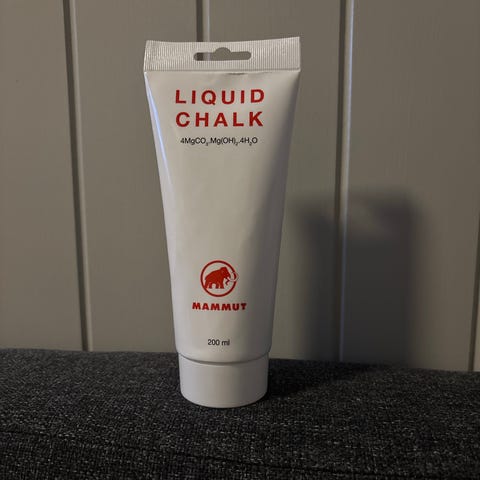 LIQUID
CHALK
4MgCO₃.Mg(OH)₂.4H₂O
MAMMUT
200 ml